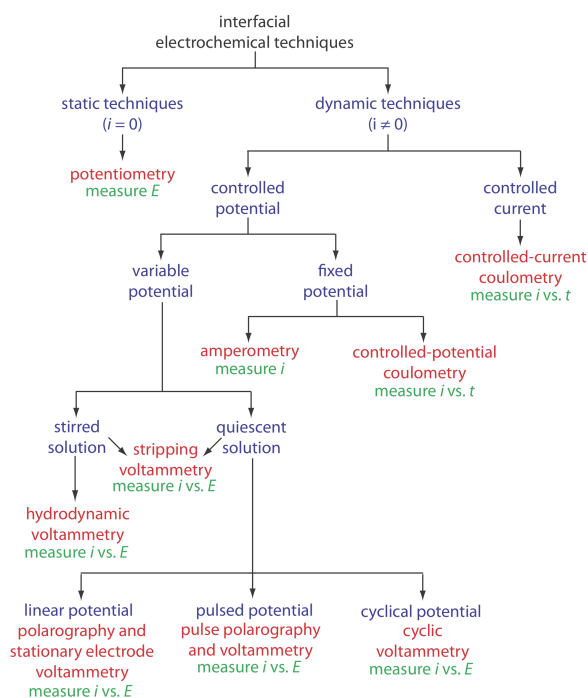 interfacial
electrochemical techniques
static techniques
(i = 0)
dynamic techniques
(i ≠ 0)
potentiometry
measure E
controlled
potential
controlled
current
controlled-current
coulometry
measure i vs. t
variable
potential
fixed
potential
amperometry
measure i
controlled-potential
coulometry
measure i vs. t
stirred
solution
quiescent
solution
stripping
voltammetry
measure i vs. E
hydrodynamic
voltammetry
measure i vs. E
linear potential
polarography and
stationary electrode
voltammetry
measure i vs. E
pulsed potential
pulse polarography
and voltammetry
measure i vs. E
cyclical potential
cyclic
voltammetry
measure i vs. E